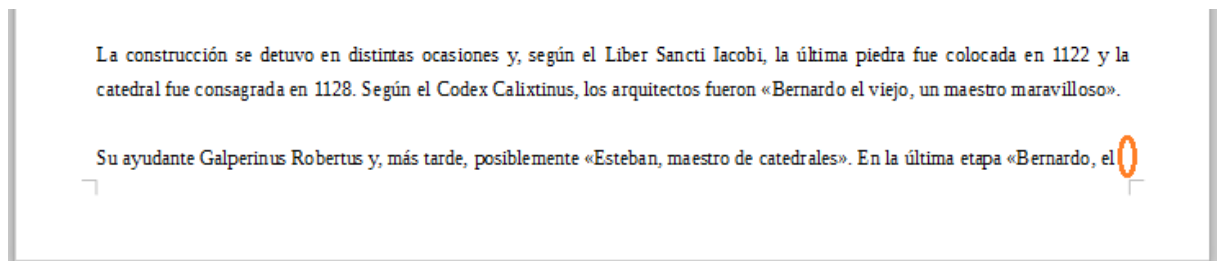 La construcción se detuvo en distintas ocasiones y, según el Liber Sancti Iacobi, la última piedra fue colocada en 1122 y la
catedral fue consagrada en 1128. Según el Codex Calixtinus, los arquitectos fueron «Bernardo el viejo, un maestro maravilloso».
Su ayudante Galperinus Robertus y, más tarde, posiblemente «Esteban, maestro de catedrales». En la última etapa «Bernardo, el